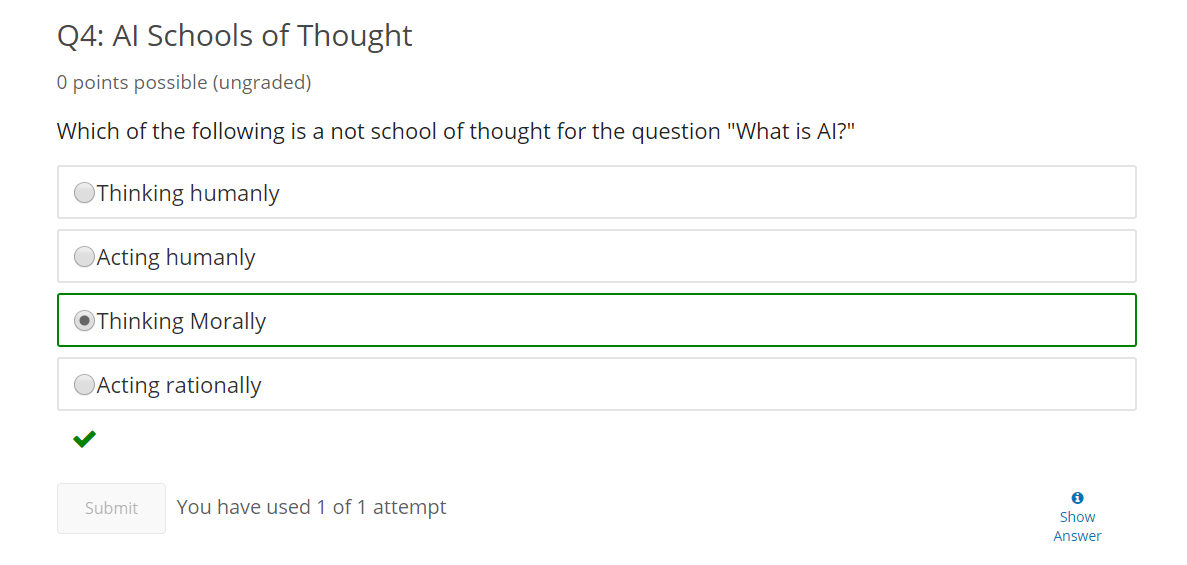 Q4: AI Schools of Thought
0 points possible (ungraded)
Which of the following is a not school of thought for the question "What is AI?"
Thinking humanly
Acting humanly
Thinking Morally
Acting rationally
Submit
You have used 1 of 1 attempt
Show
Answer